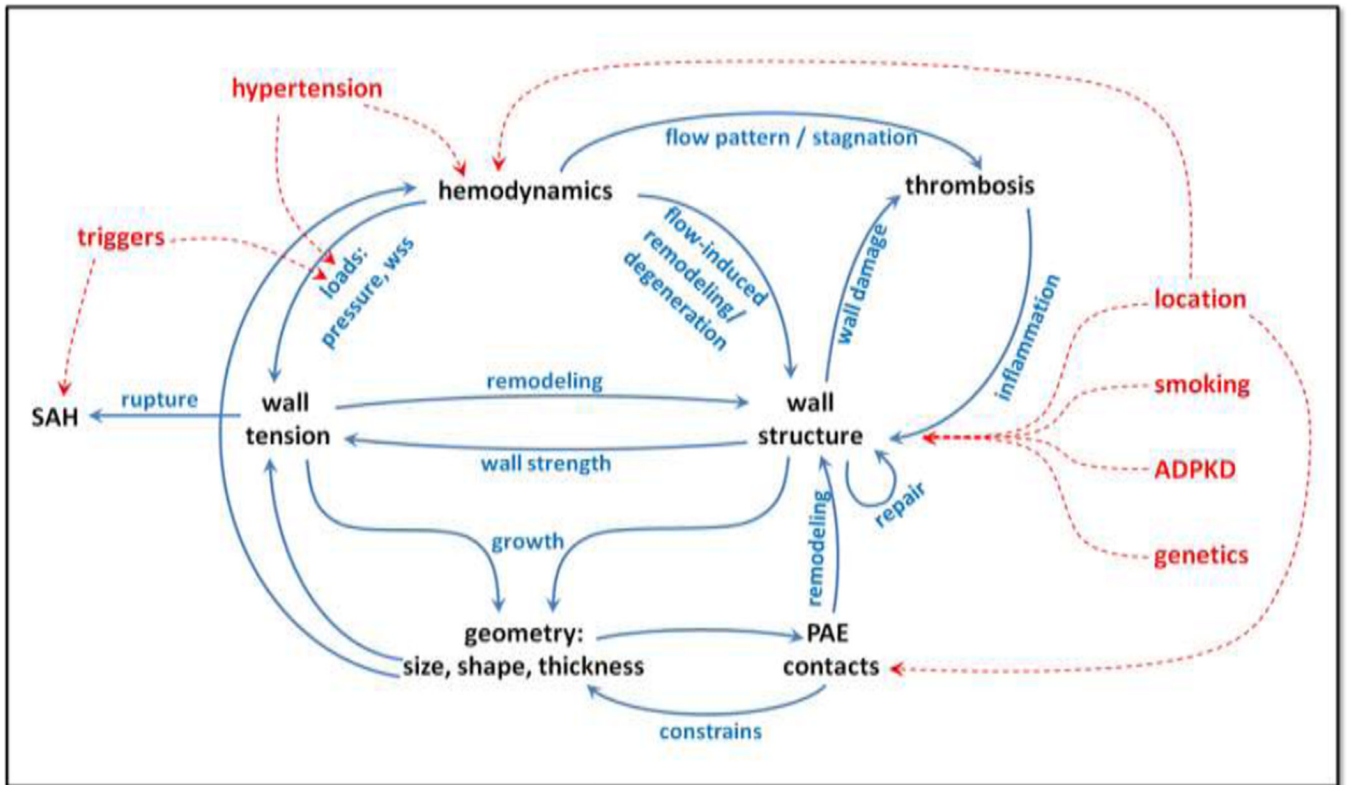 hypertension
flow pattern / stagnation
hemodynamics
thrombosis
triggers
loads:
pressure, wss
flow-induced
remodeling/
degeneration
wall damage
inflammation
location
smoking
ADPKD
genetics
SAH
rupture
wall
tension
remodeling
wall strength
wall
structure
repair
growth
remodeling
geometry:
size, shape, thickness
PAE
contacts
constrains